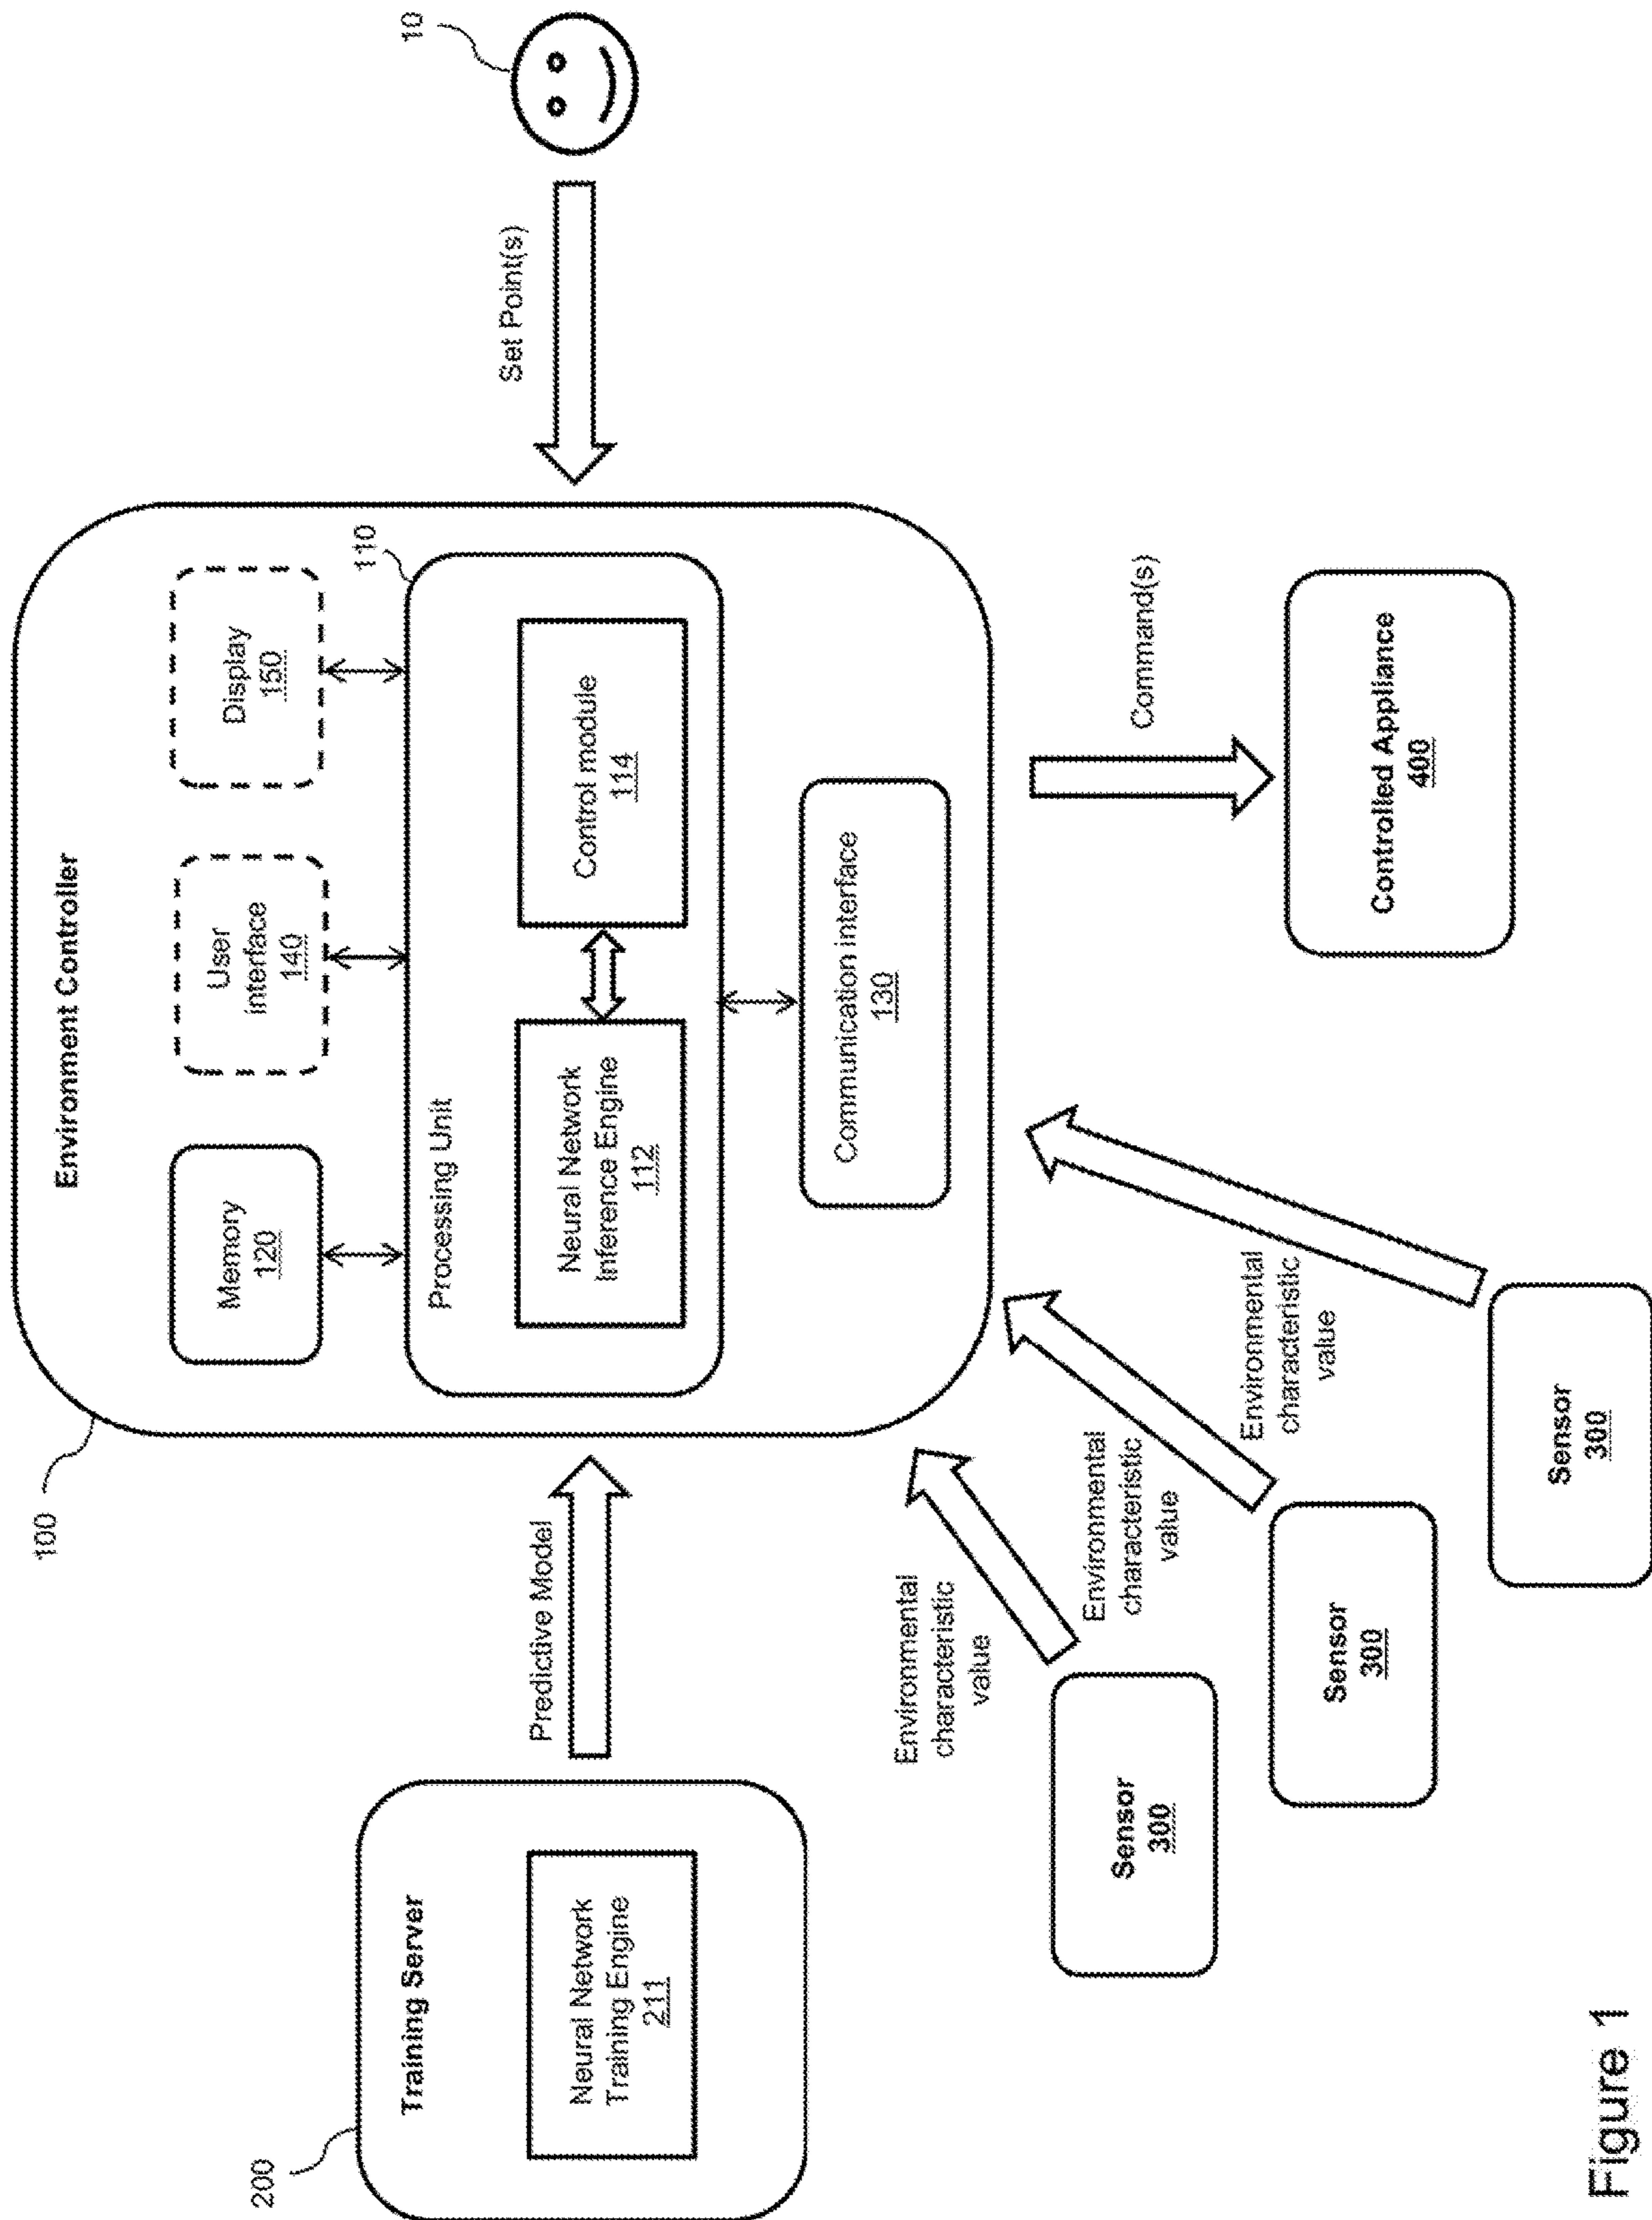 100
Environment Controller
Memory
120
User
interface
140
Display
150
110
Processing Unit
Neural Network
Inference Engine
112
Control module
114
Communication interface
130
10
Set Point(s)
200
Training Server
Neural Network
Training Engine
211
Predictive Model
Environmental
characteristic
value
Environmental
characteristic
value
Environmental
characteristic
value
Sensor
300
Sensor
300
Sensor
300
Command(s)
Controlled Appliance
400
Figure 1